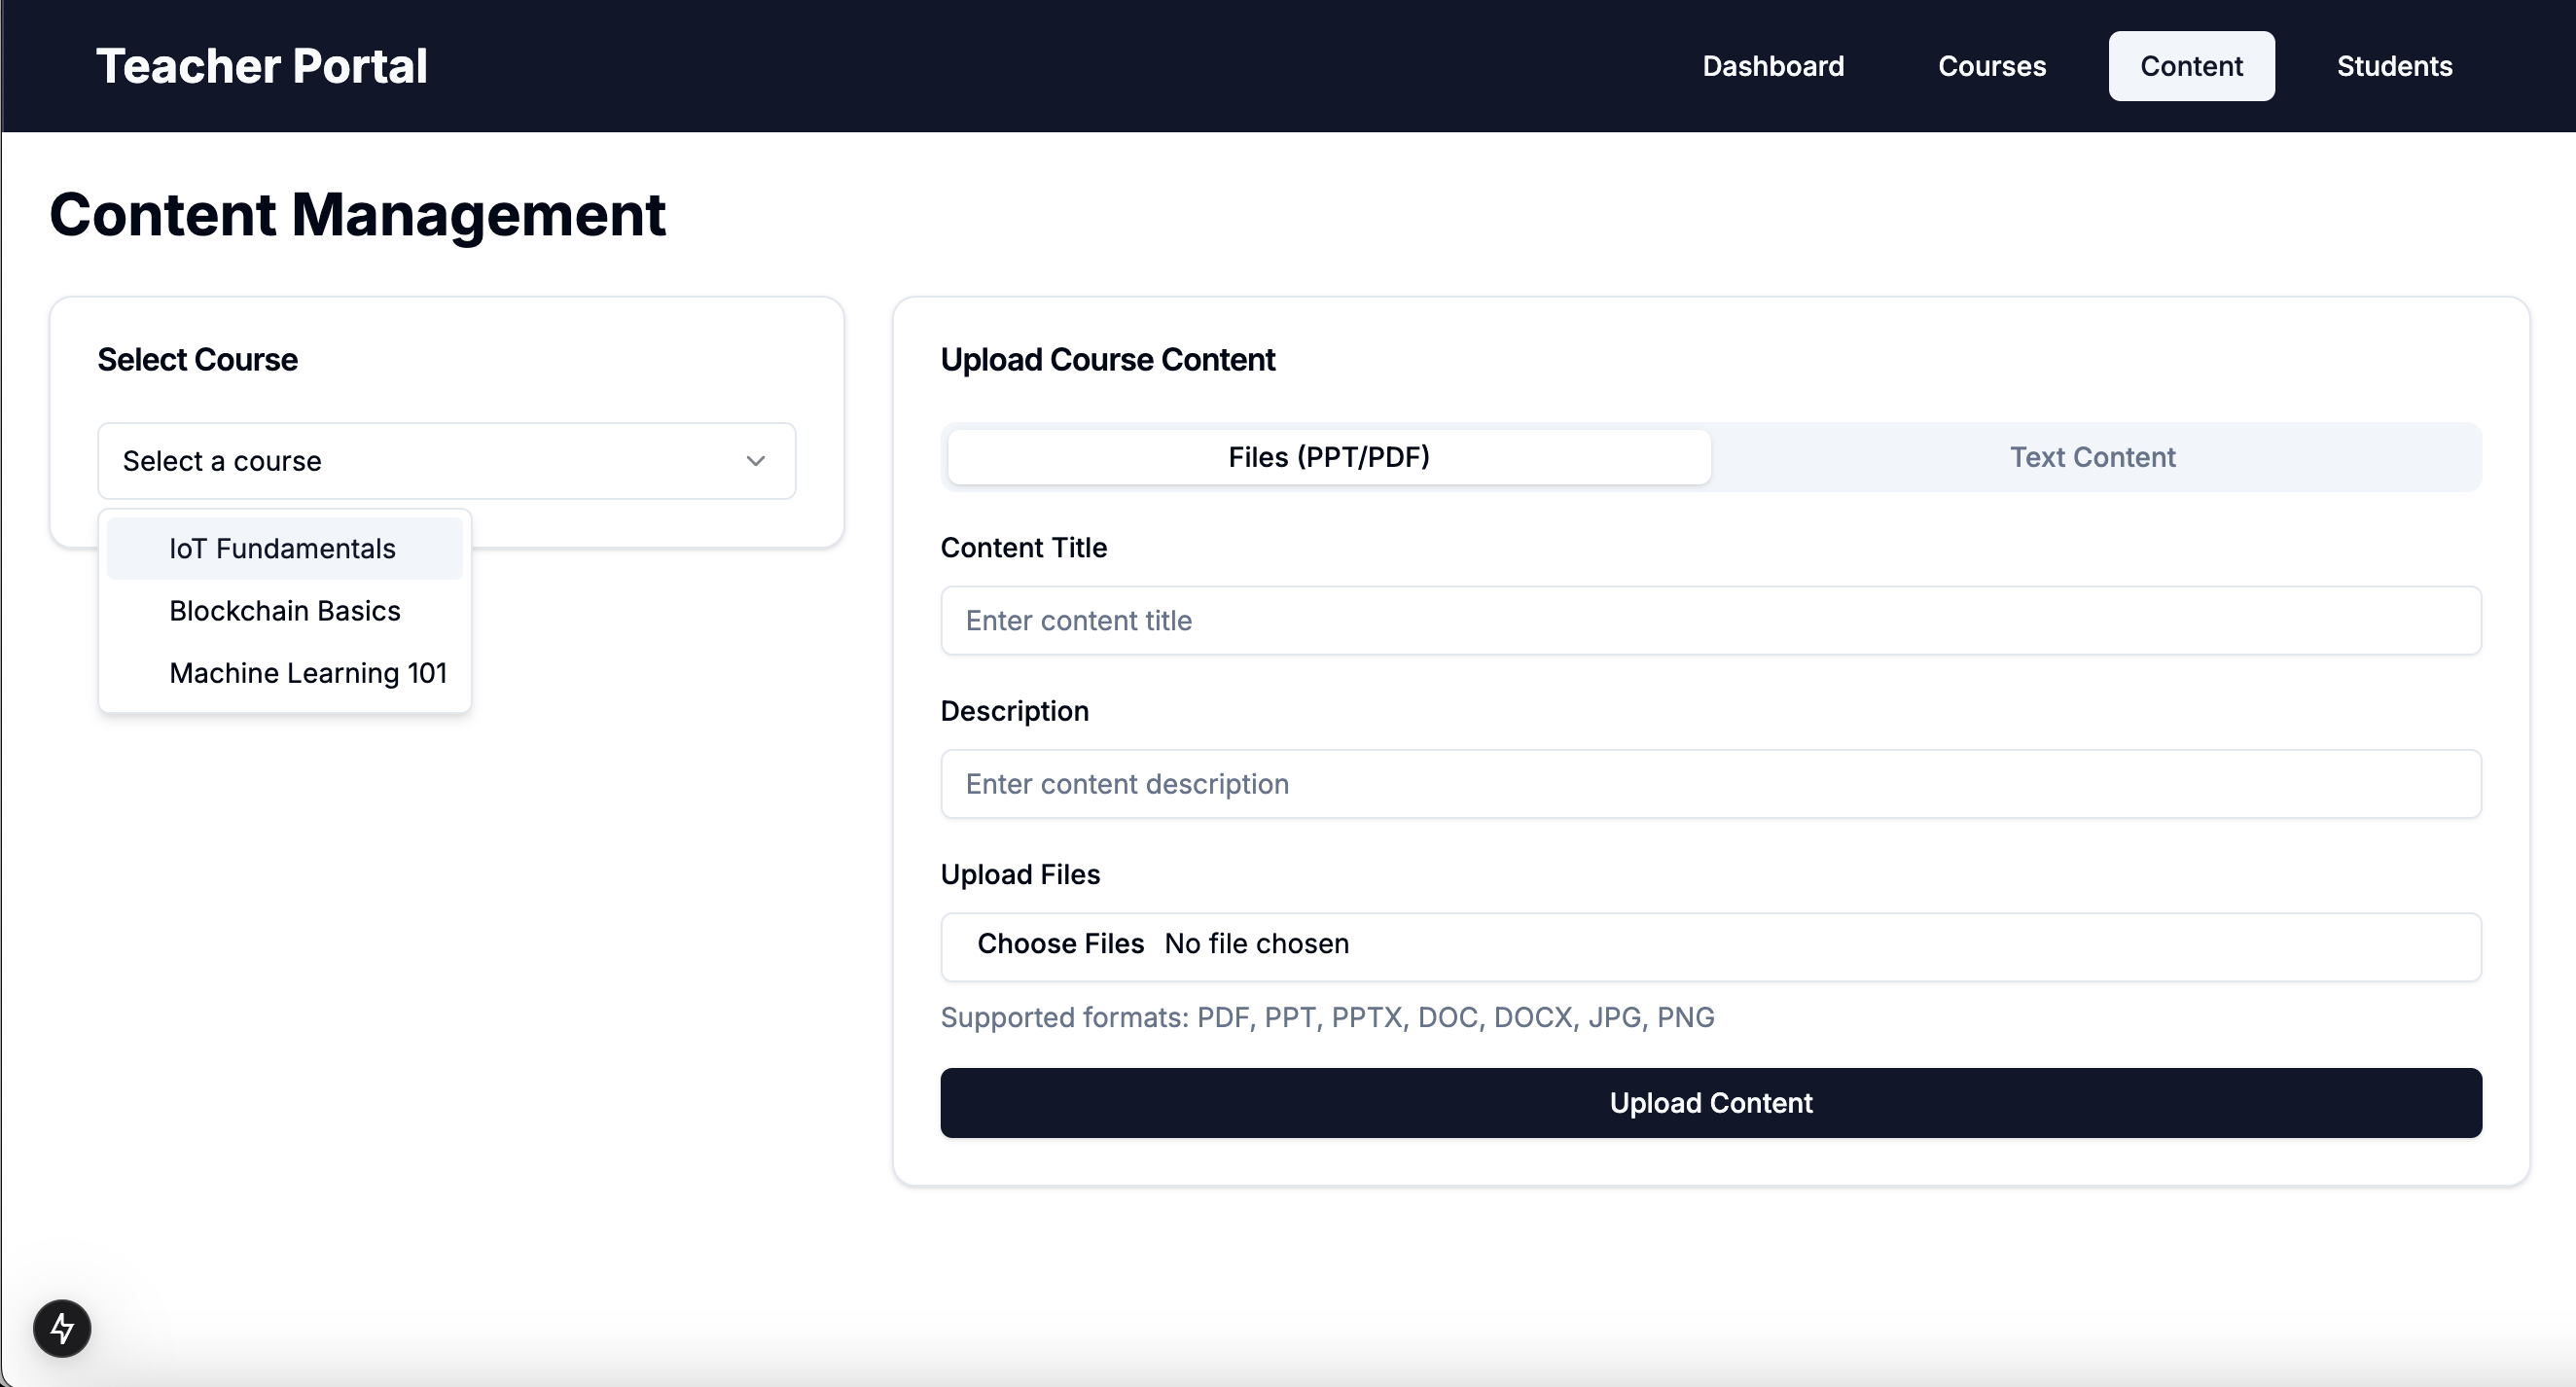 Teacher Portal
Dashboard
Courses
Content
Students
Content Management
Select Course
Select a course
IoT Fundamentals
Blockchain Basics
Machine Learning 101
Upload Course Content
Files (PPT/PDF)
Text Content
Content Title
Enter content title
Description
Enter content description
Upload Files
Choose Files No file chosen
Supported formats: PDF, PPT, PPTX, DOC, DOCX, JPG, PNG
Upload Content